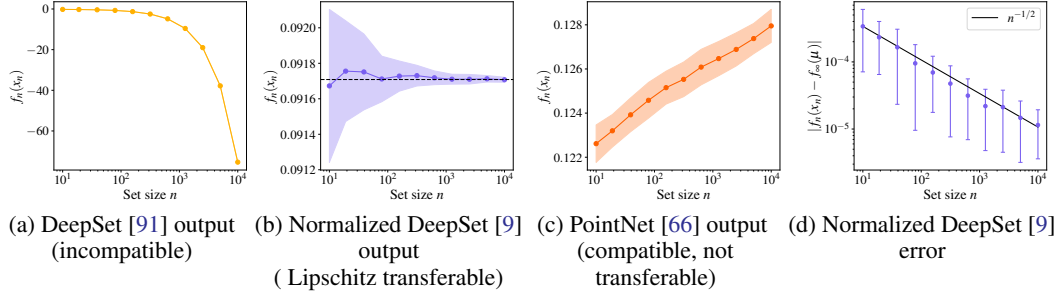 0
−20
−40
−60
f_n(x_n)
10^1
10^2
10^3
10^4
Set size n
0.0920
0.0918
0.0916
0.0914
0.0912
f_n(x_n)
10^1
10^2
10^3
10^4
Set size n
0.128
0.126
0.124
0.122
f_n(x_n)
10^1
10^2
10^3
10^4
Set size n
n^{−1/2}
10^{−4}
10^{−5}
|f_n(x_n) − f_∞(μ)|
10^1
10^2
10^3
10^4
Set size n
(a) DeepSet [91] output
(incompatible)
(b) Normalized DeepSet [9]
output
( Lipschitz transferable)
(c) PointNet [66] output
(compatible, not
transferable)
(d) Normalized DeepSet [9]
error